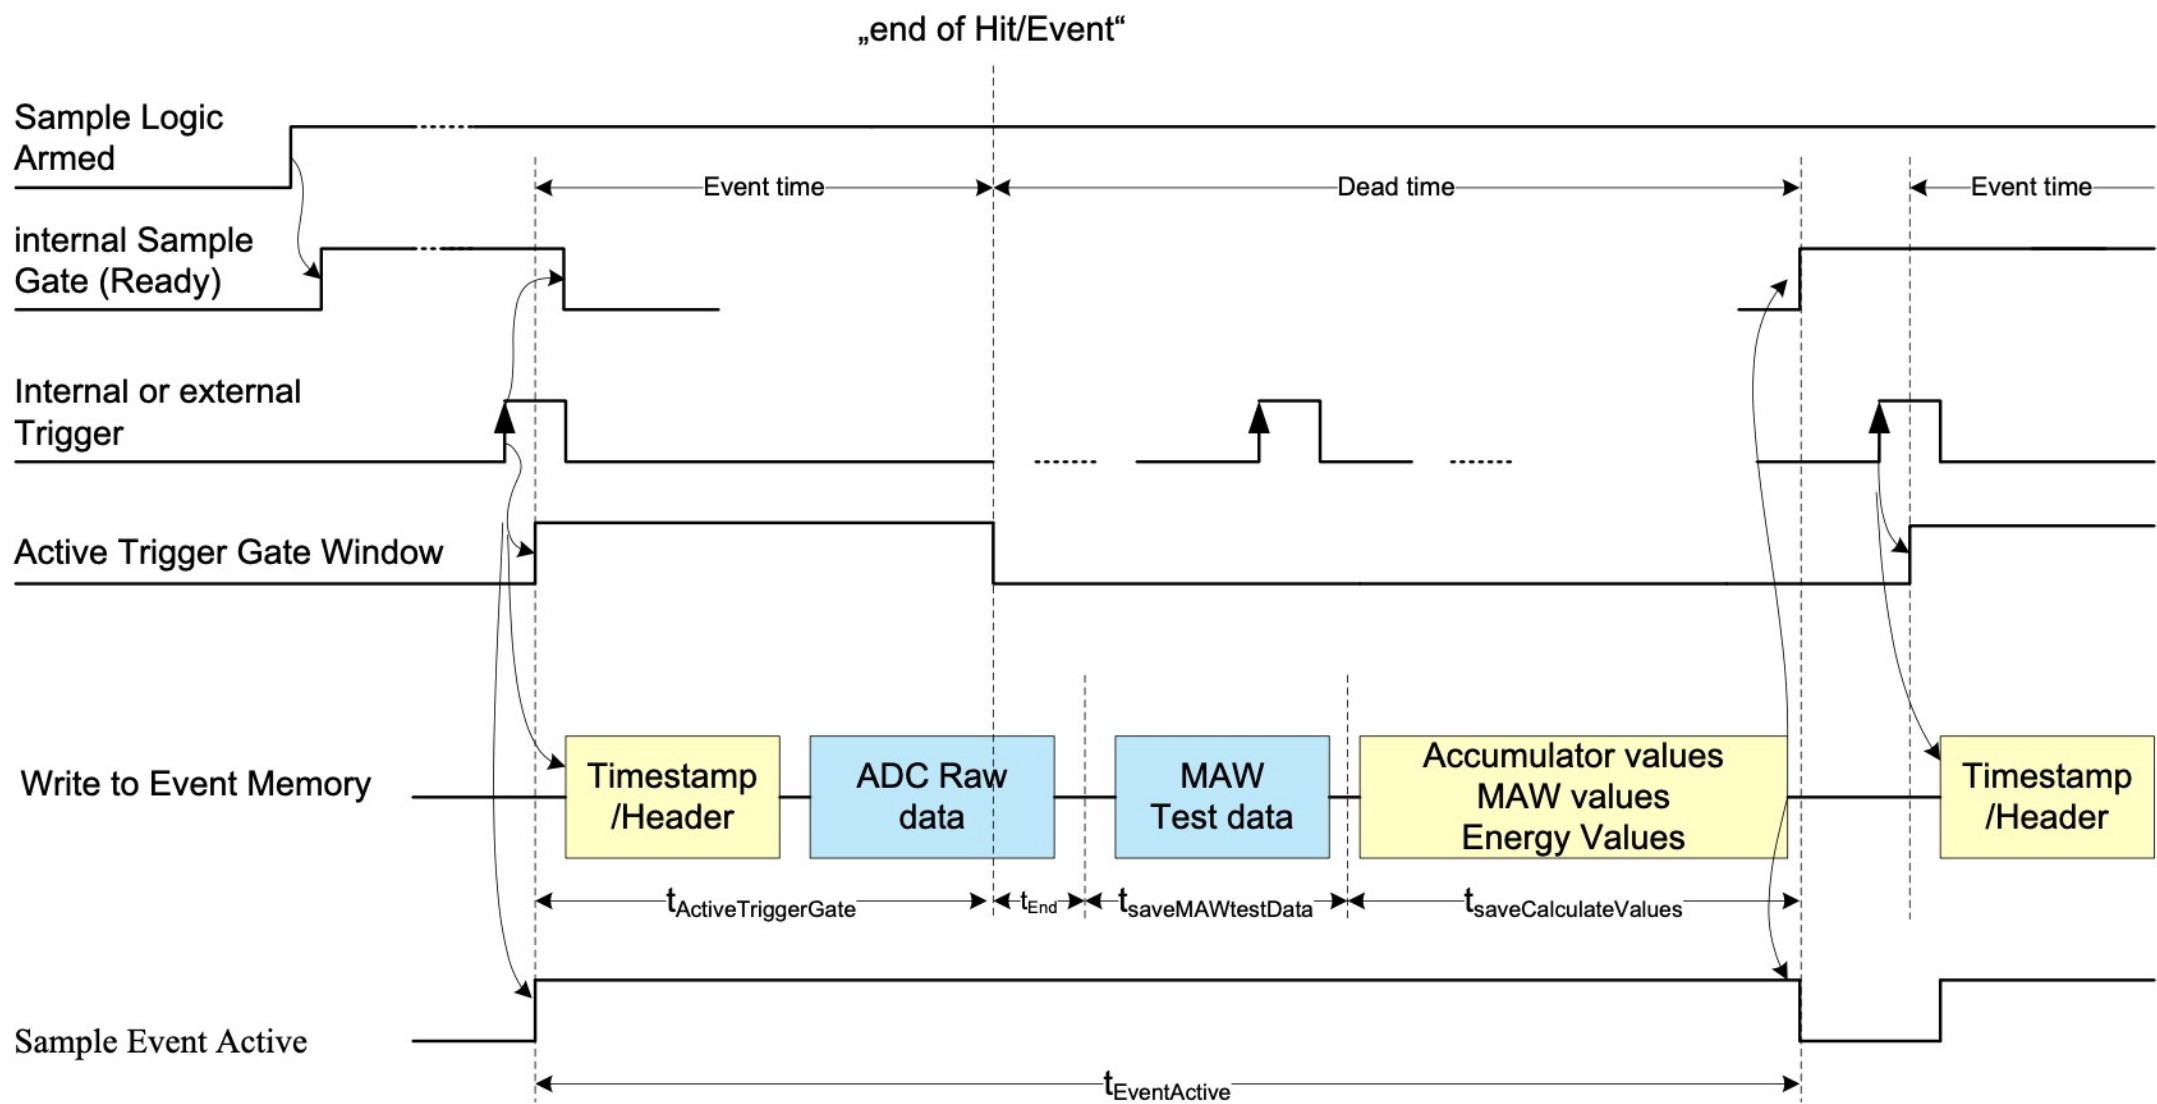 „end of Hit/Event“
Sample Logic
Armed
Event time
Dead time
Event time
internal Sample
Gate (Ready)
Internal or external
Trigger
Active Trigger Gate Window
Write to Event Memory
Timestamp
/Header
ADC Raw
data
MAW
Test data
Accumulator values
MAW values
Energy Values
Timestamp
/Header
tActiveTriggerGate
tEnd
tsaveMAWtestData
tsaveCalculateValues
Sample Event Active
tEventActive